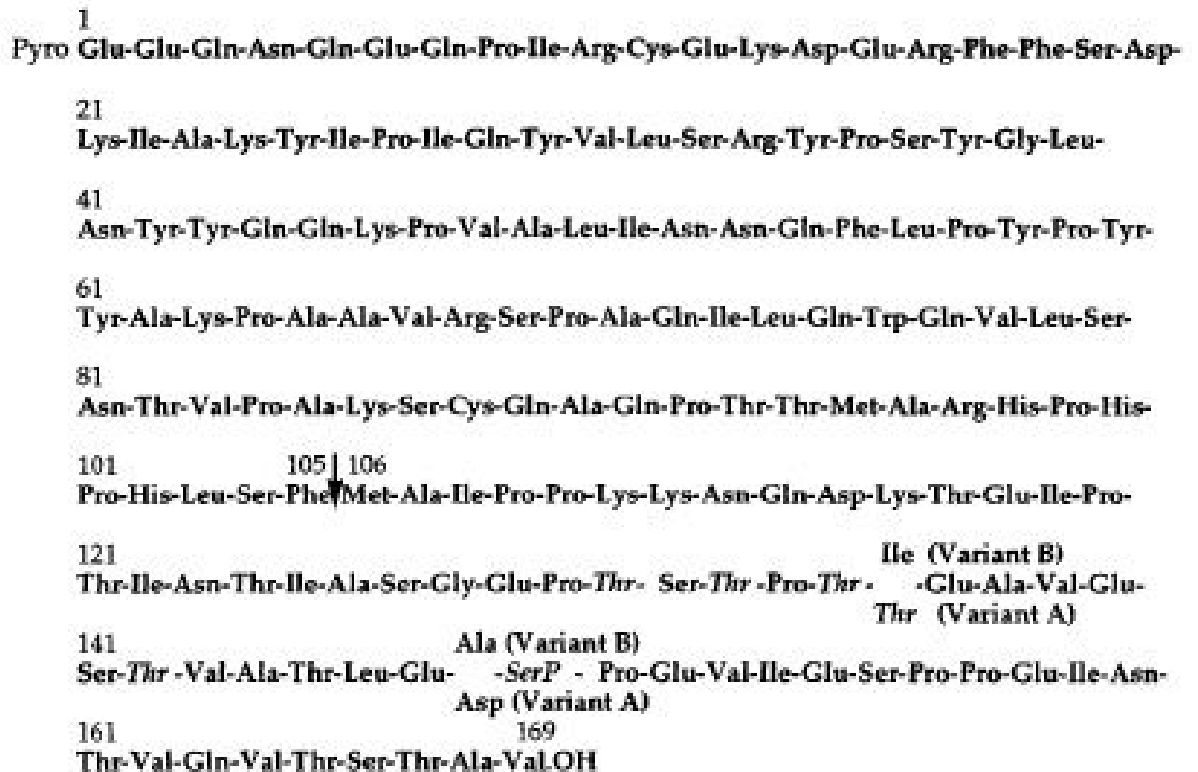 1
Pyro Glu-Glu-Gln-Asn-Gln-Glu-Gln-Pro-Ile-Arg-Cys-Glu-Lys-Asp-Glu-Arg-Phe-Phe-Ser-Asp-
21
Lys-Ile-Ala-Lys-Tyr-Ile-Pro-Ile-Gln-Tyr-Val-Leu-Ser-Arg-Tyr-Pro-Ser-Tyr-Gly-Leu-
41
Asn-Tyr-Tyr-Gln-Gln-Lys-Pro-Val-Ala-Leu-Ile-Asn-Asn-Gln-Phe-Leu-Pro-Tyr-Pro-Tyr-
61
Tyr-Ala-Lys-Pro-Ala-Ala-Val-Arg-Ser-Pro-Ala-Gln-Ile-Leu-Gln-Trp-Gln-Val-Leu-Ser-
81
Asn-Thr-Val-Pro-Ala-Lys-Ser-Cys-Gln-Ala-Gln-Pro-Thr-Thr-Met-Ala-Arg-His-Pro-His-
101 105 106
Pro-His-Leu-Ser-Phe Met-Ala-Ile-Pro-Pro-Lys-Lys-Asn-Gln-Asp-Lys-Thr-Glu-Ile-Pro-
121 Ile (Variant B)
Thr-Ile-Asn-Thr-Ile-Ala-Ser-Gly-Glu-Pro-Thr- Ser-Thr -Pro-Thr - -Glu-Ala-Val-Glu-
Thr (Variant A)
141 Ala (Variant B)
Ser-Thr -Val-Ala-Thr-Leu-Glu- -SerP - Pro-Glu-Val-Ile-Glu-Ser-Pro-Pro-Glu-Ile-Asn-
Asp (Variant A)
161 169
Thr-Val-Gln-Val-Thr-Ser-Thr-Ala-Val.OH